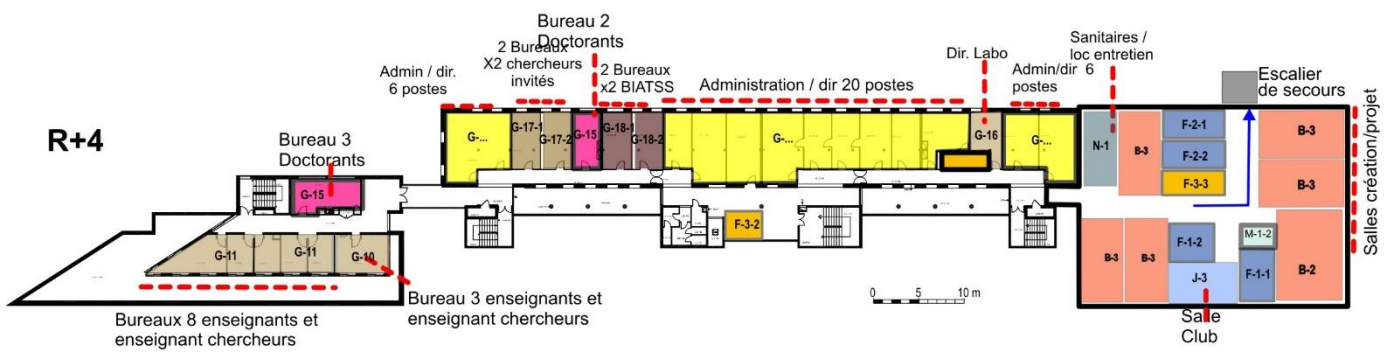 R+4
Bureau 3
Doctorants
G-15
G-11
G-11
G-10
Bureaux 8 enseignants et
enseignant chercheurs
Bureau 3 enseignants et
enseignant chercheurs
Admin / dir.
6 postes
2 Bureaux
X2 chercheurs
invités
Bureau 2
Doctorants
2 Bureaux
x2 BIATSS
Administration / dir 20 postes
Dir. Labo
Admin/dir 6
postes
Sanitaires /
loc entretien
Escalier
de secours
Salles création/projet
G-...
G-17-1
G-17-2
G-15
G-18-1
G-18-2
G-...
G-16
G-...
F-3-2
0 5 10 m
N-1
B-3
F-2-1
F-2-2
F-3-3
B-3
B-3
B-3
B-3
F-1-2
J-3
M-1-2
F-1-1
B-2
Salle
Club